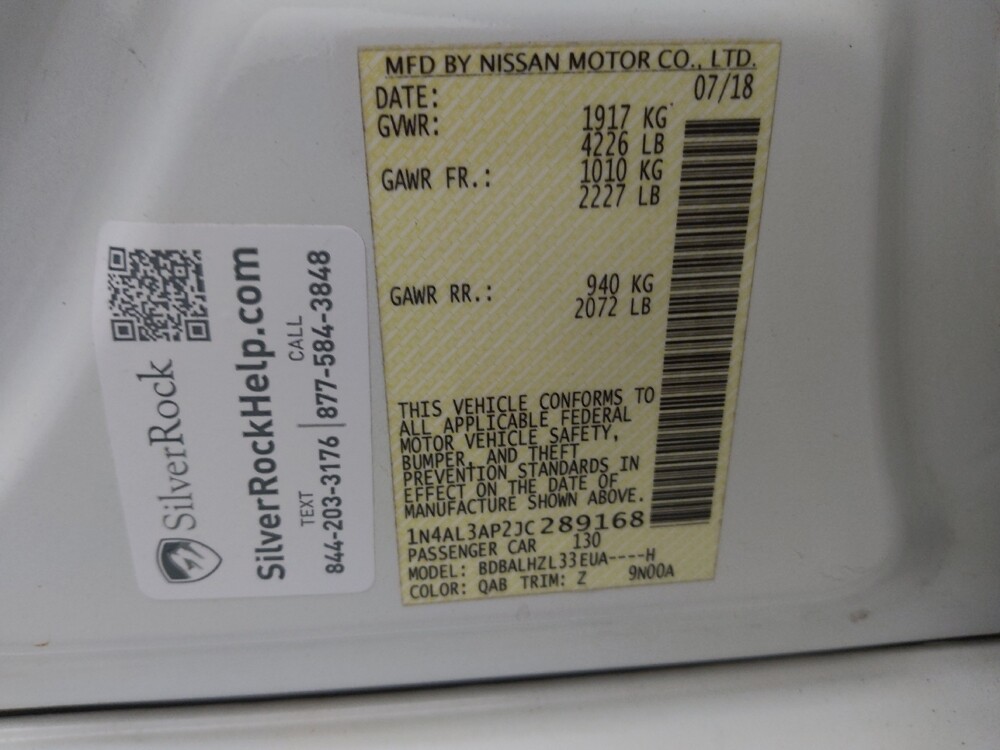 MFD BY NISSAN MOTOR CO., LTD.
DATE: 07/18
GVWR: 1917 KG
4226 LB
GAWR FR.: 1010 KG
2227 LB
GAWR RR.: 940 KG
2072 LB
THIS VEHICLE CONFORMS TO
ALL APPLICABLE FEDERAL
MOTOR VEHICLE SAFETY,
BUMPER, AND THEFT
PREVENTION STANDARDS IN
EFFECT ON THE DATE OF
MANUFACTURE SHOWN ABOVE.
1N4AL3AP2JC289168
PASSENGER CAR 130
MODEL: BDBALHZL33EUA----H
COLOR: QAB TRIM: Z 9N00A
SilverRock
SilverRockHelp.com
TEXT CALL
844-203-3176 | 877-584-3848